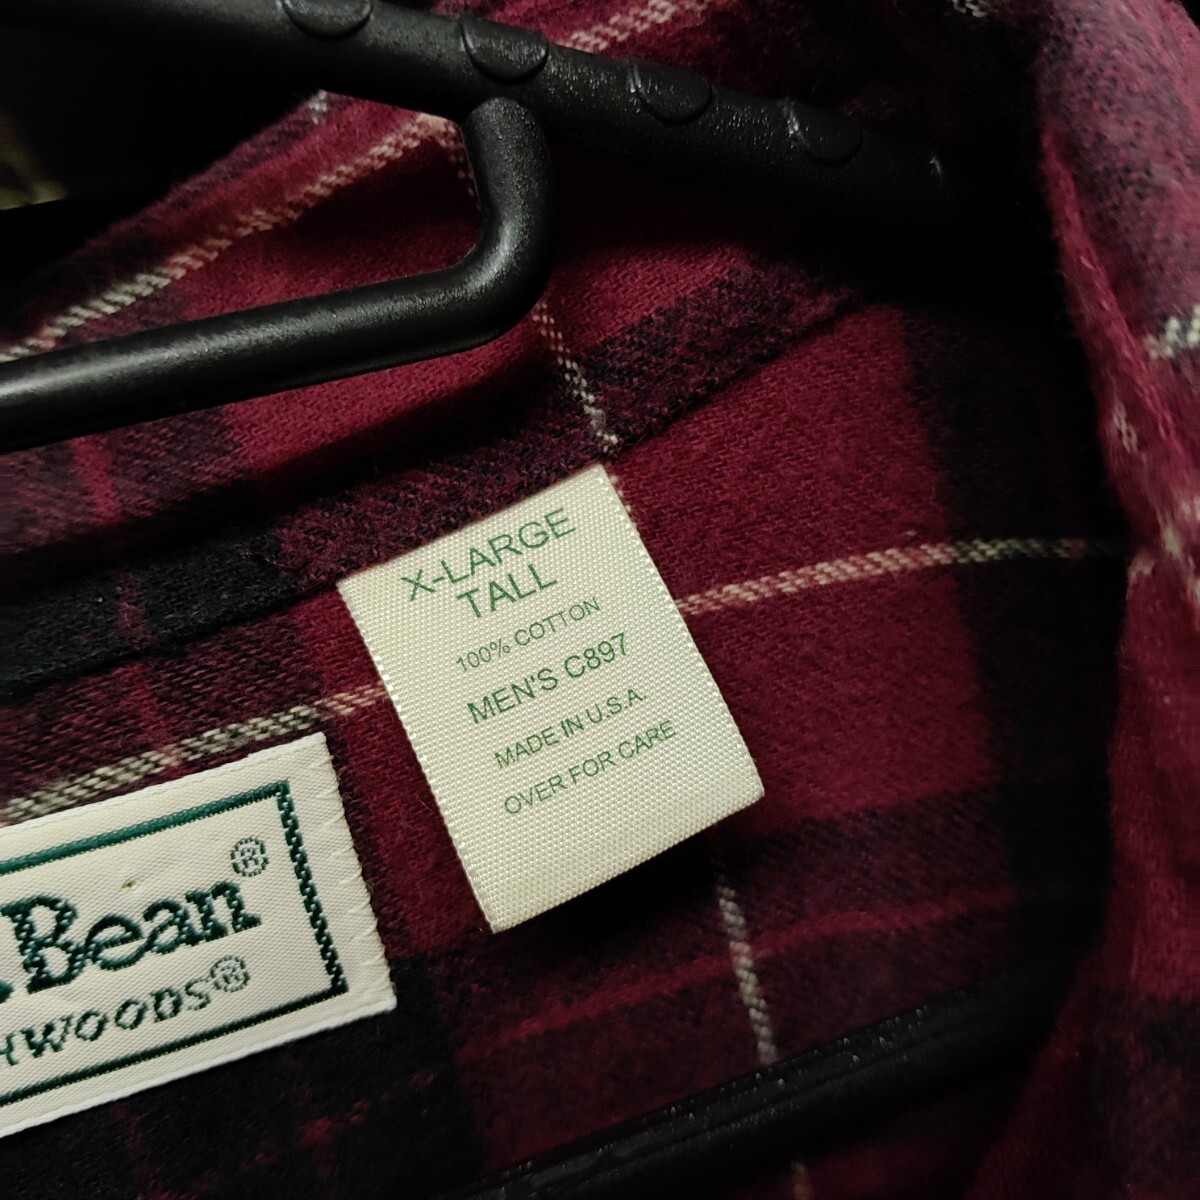 X-LARGE
TALL
100% COTTON
MEN'S C897
MADE IN U.S.A.
OVER FOR CARE
Bean®
HWOODS®